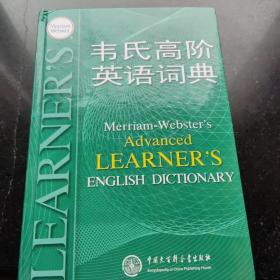 Merriam
Webster
韦氏高阶
英语词典
Merriam-Webster's
Advanced
LEARNER'S
ENGLISH DICTIONARY
LEARNER'S
中国大百科全书出版社
Encyclopedia of China Publishing House